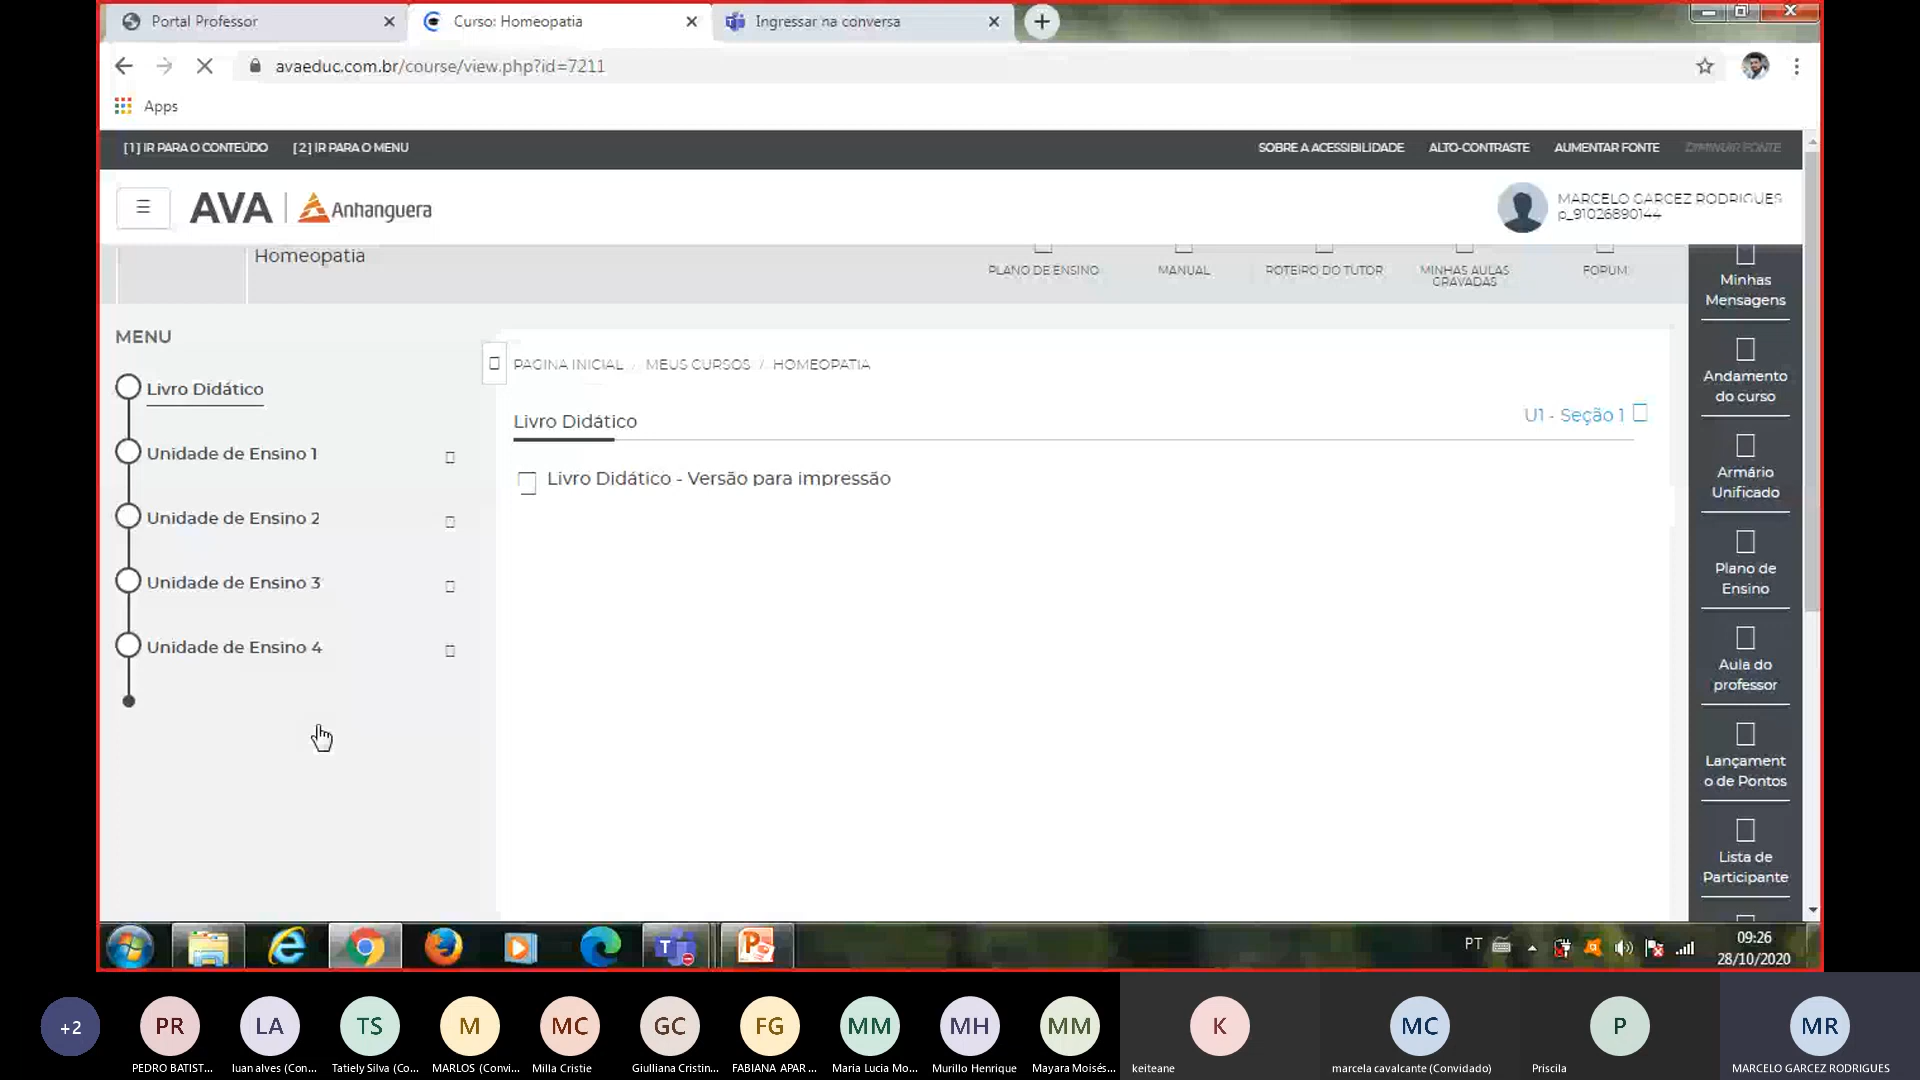 Portal Professor
Curso: Homeopatia
Ingressar na conversa
avaeduc.com.br/course/view.php?id=7211
Apps
[1] IR PARA O CONTEÚDO [2] IR PARA O MENU
SOBRE A ACESSIBILIDADE ALTO-CONTRASTE AUMENTAR FONTE DIMINUIR FONTE
AVA Anhanguera
MARCELO GARCEZ RODRIGUES
p_91026890144
Homeopatia
PLANO DE ENSINO
MANUAL
ROTEIRO DO TUTOR
MINHAS AULAS
GRAVADAS
FORUM
MENU
Livro Didático
Unidade de Ensino 1
Unidade de Ensino 2
Unidade de Ensino 3
Unidade de Ensino 4
PAGINA INICIAL / MEUS CURSOS / HOMEOPATIA
Livro Didático
U1 - Seção 1
Livro Didático - Versão para impressão
Minhas
Mensagens
Andamento
do curso
Armário
Unificado
Plano de
Ensino
Aula do
professor
Lançament
o de Pontos
Lista de
Participante
PT
09:26
28/10/2020
+2
PR
LA
TS
M
MC
GC
FG
MM
MH
MM
K
MC
P
MR
PEDRO BATIST...
luan alves (Con...
Tatiely Silva (Co...
MARLOS (Convi...
Milla Cristie
Giulliana Cristin...
FABIANA APAR...
Maria Lucia Mo...
Murillo Henrique
Mayara Moisés...
keiteane
marcela cavalcante (Convidado)
Priscila
MARCELO GARCEZ RODRIGUES